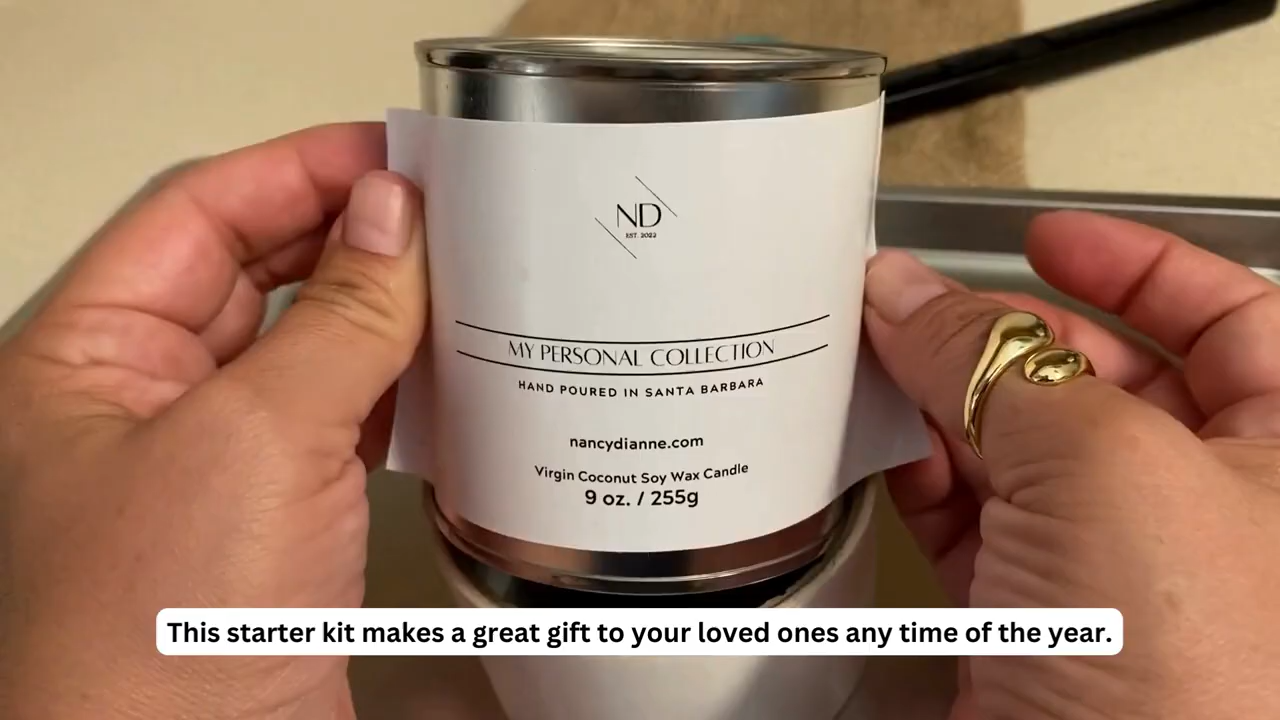 ND
EST. 2022
MY PERSONAL COLLECTION
HAND POURED IN SANTA BARBARA
nancydianne.com
Virgin Coconut Soy Wax Candle
9 oz. / 255g
This starter kit makes a great gift to your loved ones any time of the year.